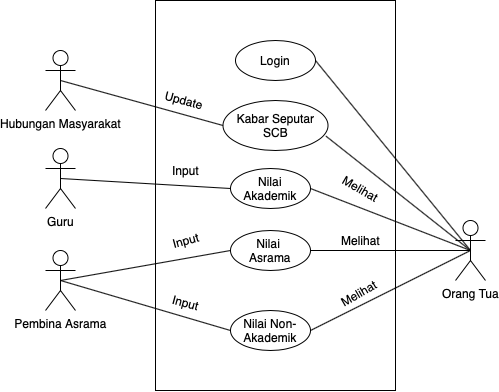 Login
Update
Hubungan Masyarakat
Kabar Seputar
SCB
Input
Nilai
Akademik
Melihat
Guru
Input
Nilai
Asrama
Melihat
Orang Tua
Pembina Asrama
Input
Nilai Non-
Akademik
Melihat